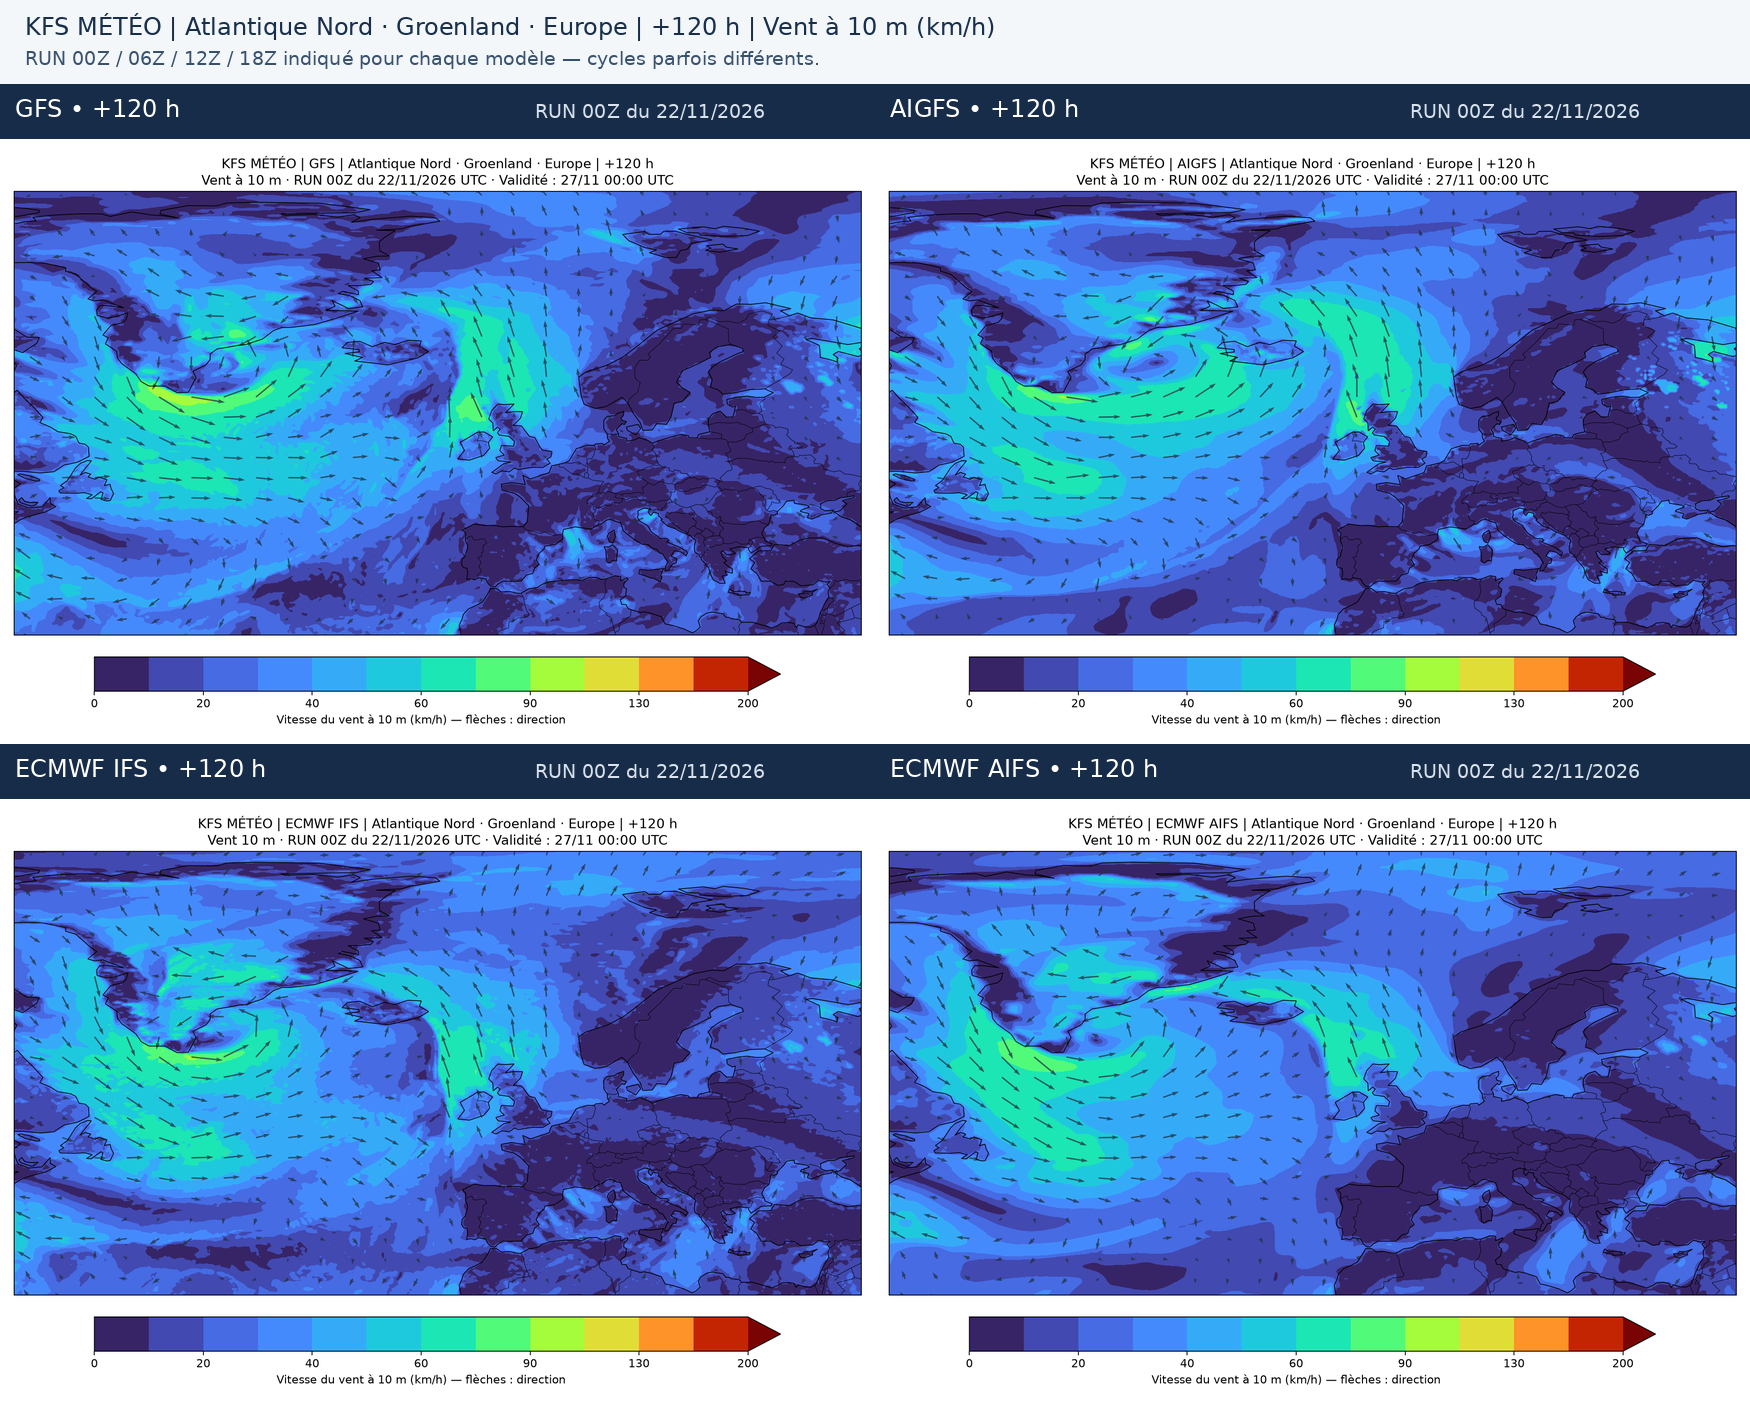 KFS MÉTÉO | Atlantique Nord · Groenland · Europe | +120 h | Vent à 10 m (km/h)
RUN 00Z / 06Z / 12Z / 18Z indiqué pour chaque modèle — cycles parfois différents.
GFS • +120 h
RUN 00Z du 22/11/2026
KFS MÉTÉO | GFS | Atlantique Nord · Groenland · Europe | +120 h
Vent à 10 m · RUN 00Z du 22/11/2026 UTC · Validité : 27/11 00:00 UTC
0 20 40 60 90 130 200
Vitesse du vent à 10 m (km/h) — flèches : direction
AIGFS • +120 h
RUN 00Z du 22/11/2026
KFS MÉTÉO | AIGFS | Atlantique Nord · Groenland · Europe | +120 h
Vent à 10 m · RUN 00Z du 22/11/2026 UTC · Validité : 27/11 00:00 UTC
0 20 40 60 90 130 200
Vitesse du vent à 10 m (km/h) — flèches : direction
ECMWF IFS • +120 h
RUN 00Z du 22/11/2026
KFS MÉTÉO | ECMWF IFS | Atlantique Nord · Groenland · Europe | +120 h
Vent 10 m · RUN 00Z du 22/11/2026 UTC · Validité : 27/11 00:00 UTC
0 20 40 60 90 130 200
Vitesse du vent à 10 m (km/h) — flèches : direction
ECMWF AIFS • +120 h
RUN 00Z du 22/11/2026
KFS MÉTÉO | ECMWF AIFS | Atlantique Nord · Groenland · Europe | +120 h
Vent 10 m · RUN 00Z du 22/11/2026 UTC · Validité : 27/11 00:00 UTC
0 20 40 60 90 130 200
Vitesse du vent à 10 m (km/h) — flèches : direction